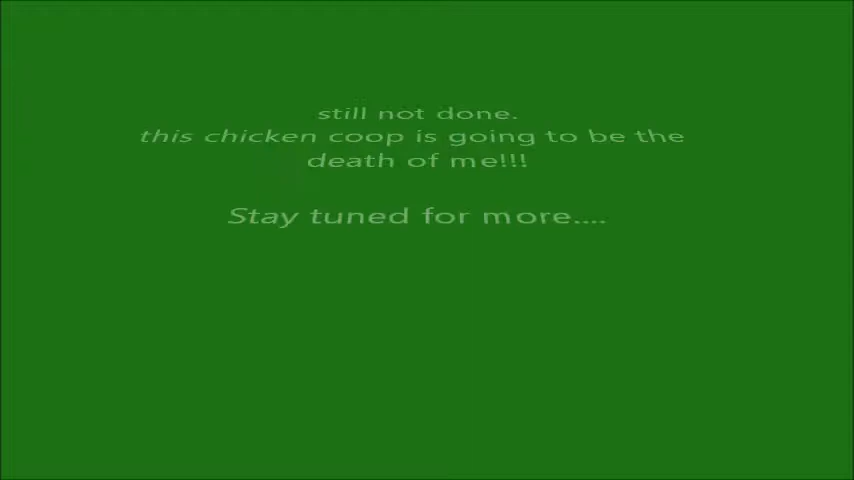 still not done.
this chicken coop is going to be the
death of me!!!
Stay tuned for more....